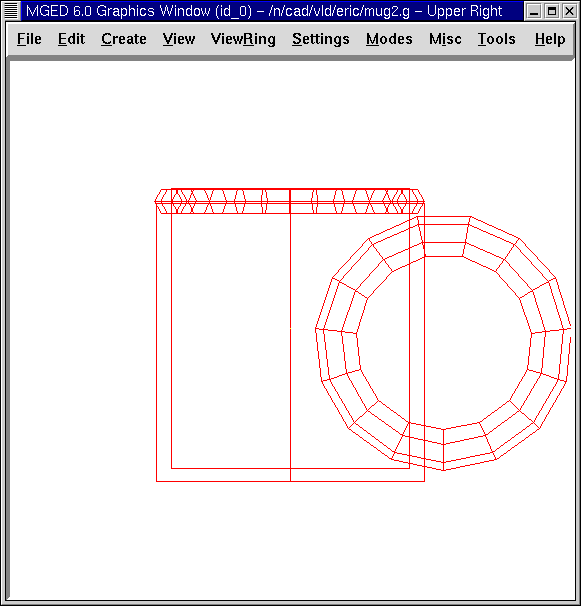 MGED 6.0 Graphics Window (id_0) – /n/cad/vld/eric/mug2.g – Upper Right
File Edit Create View ViewRing Settings Modes Misc Tools Help